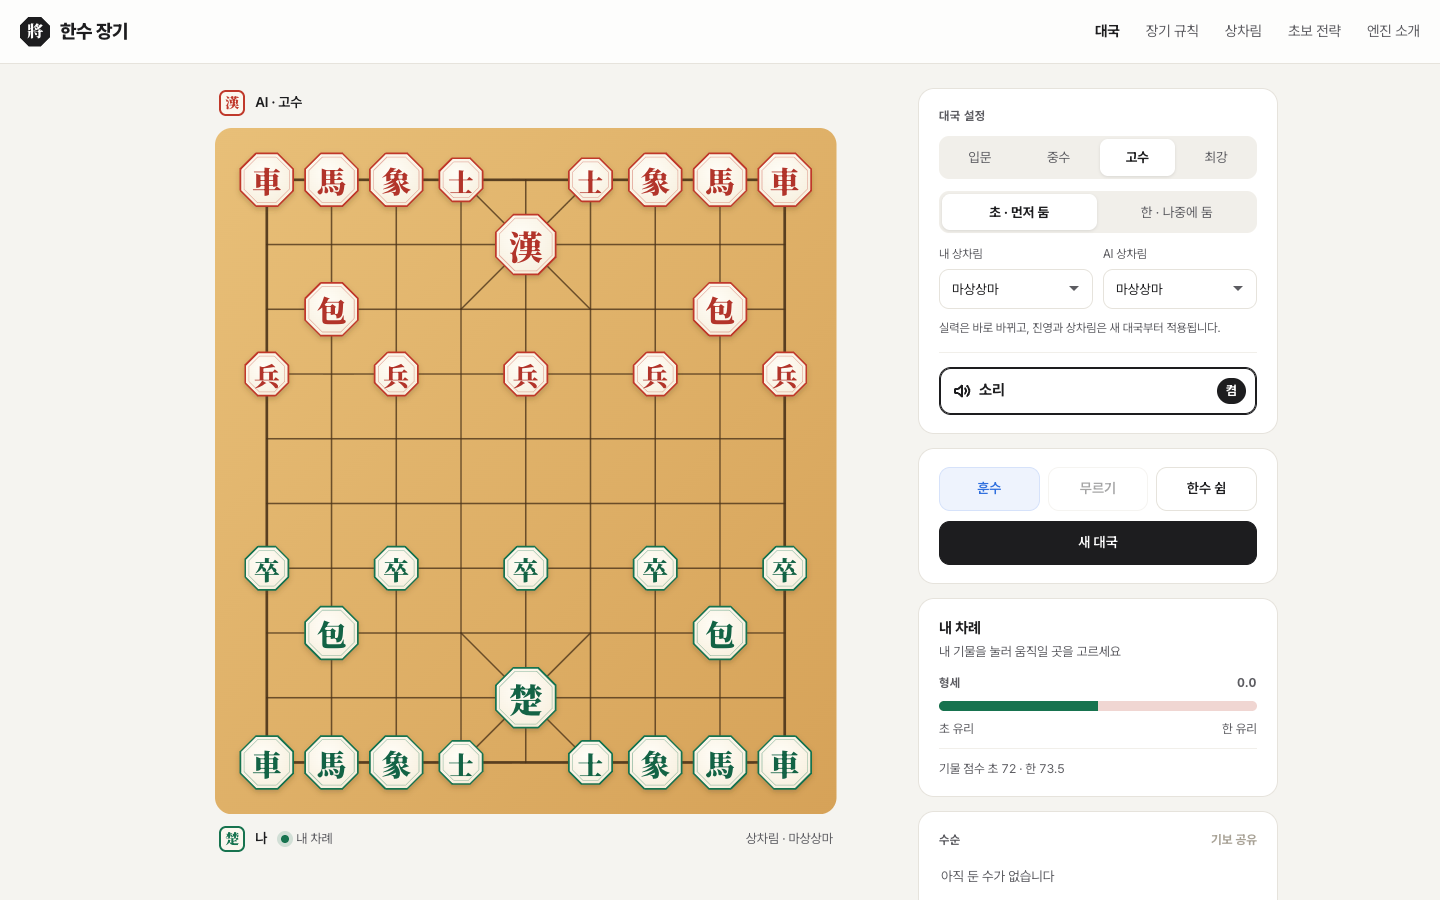 將 한수 장기
대국 장기 규칙 상차림 초보 전략 엔진 소개
漢 AI · 고수
車 馬 象 士 士 象 馬 車
漢
包 包
兵 兵 兵 兵 兵
卒 卒 卒 卒 卒
包 包
楚
車 馬 象 士 士 象 馬 車
楚 나 내 차례 상차림 · 마상상마
대국 설정
입문 중수 고수 최강
초 · 먼저 둠 한 · 나중에 둠
내 상차림 AI 상차림
마상상마 마상상마
실력은 바로 바뀌고, 진영과 상차림은 새 대국부터 적용됩니다.
소리 켬
훈수 무르기 한수 쉼
새 대국
내 차례
내 기물을 눌러 움직일 곳을 고르세요
형세 0.0
초 유리 한 유리
기물 점수 초 72 · 한 73.5
수순 기보 공유
아직 둔 수가 없습니다